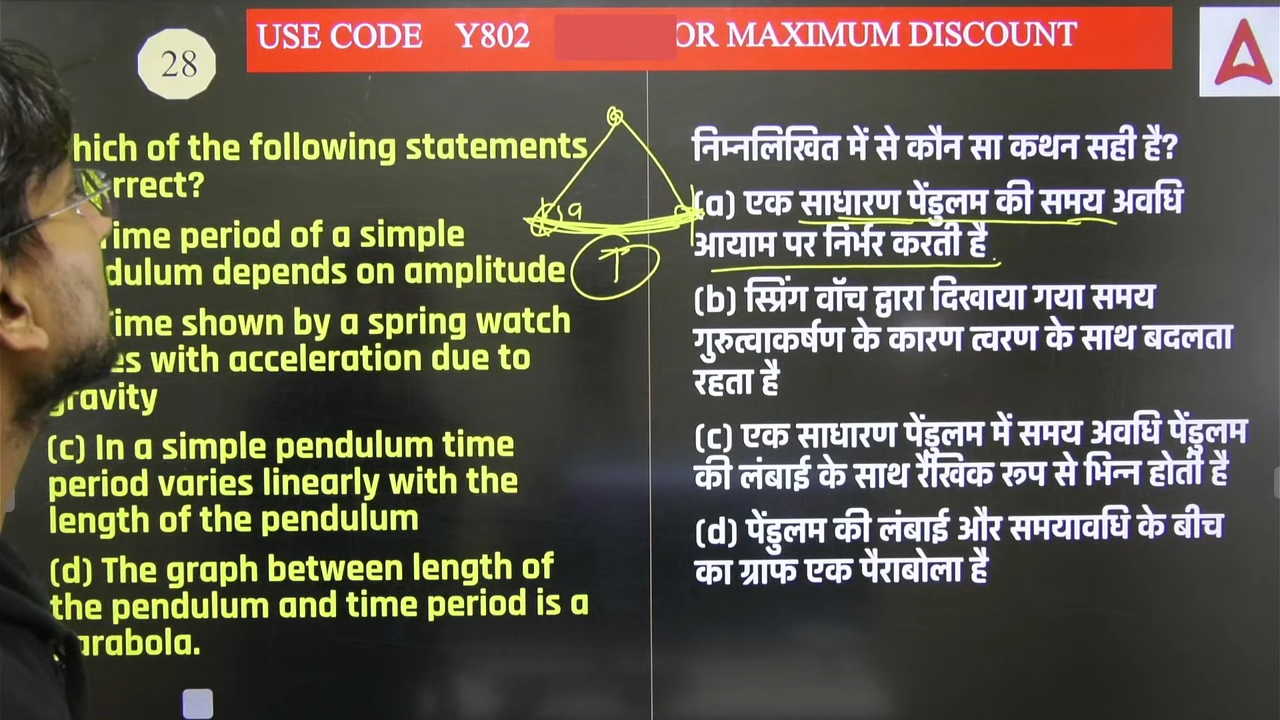 USE CODE Y802 OR MAXIMUM DISCOUNT
28
hich of the following statements
rrect?
Time period of a simple
dulum depends on amplitude
Time shown by a spring watch
es with acceleration due to
gravity
(c) In a simple pendulum time
period varies linearly with the
length of the pendulum
(d) The graph between length of
the pendulum and time period is a
arabola.
a
T
निम्नलिखित में से कौन सा कथन सही है?
(a) एक साधारण पेंडुलम की समय अवधि
आयाम पर निर्भर करती है
(b) स्प्रिंग वॉच द्वारा दिखाया गया समय
गुरुत्वाकर्षण के कारण त्वरण के साथ बदलता
रहता है
(c) एक साधारण पेंडुलम में समय अवधि पेंडुलम
की लंबाई के साथ रैखिक रूप से भिन्न होती है
(d) पेंडुलम की लंबाई और समयावधि के बीच
का ग्राफ एक पैराबोला है